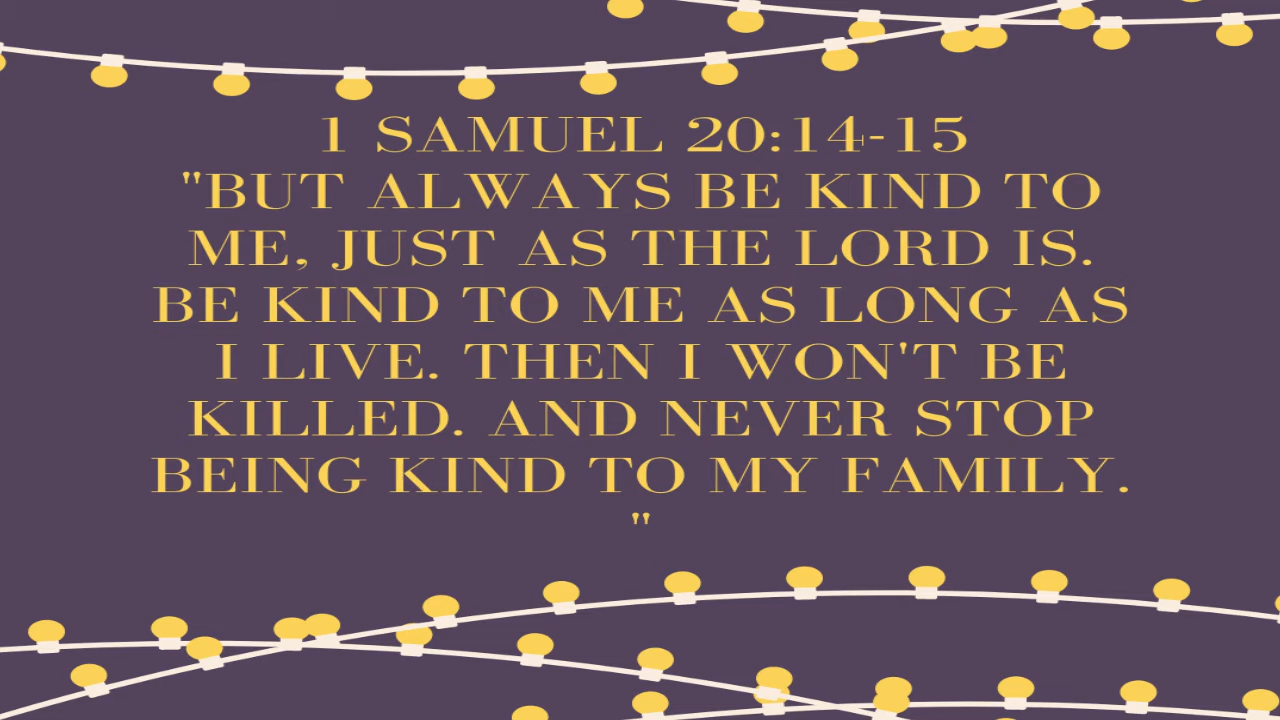 1 SAMUEL 20:14-15
"BUT ALWAYS BE KIND TO
ME, JUST AS THE LORD IS.
BE KIND TO ME AS LONG AS
I LIVE. THEN I WON'T BE
KILLED. AND NEVER STOP
BEING KIND TO MY FAMILY.
"